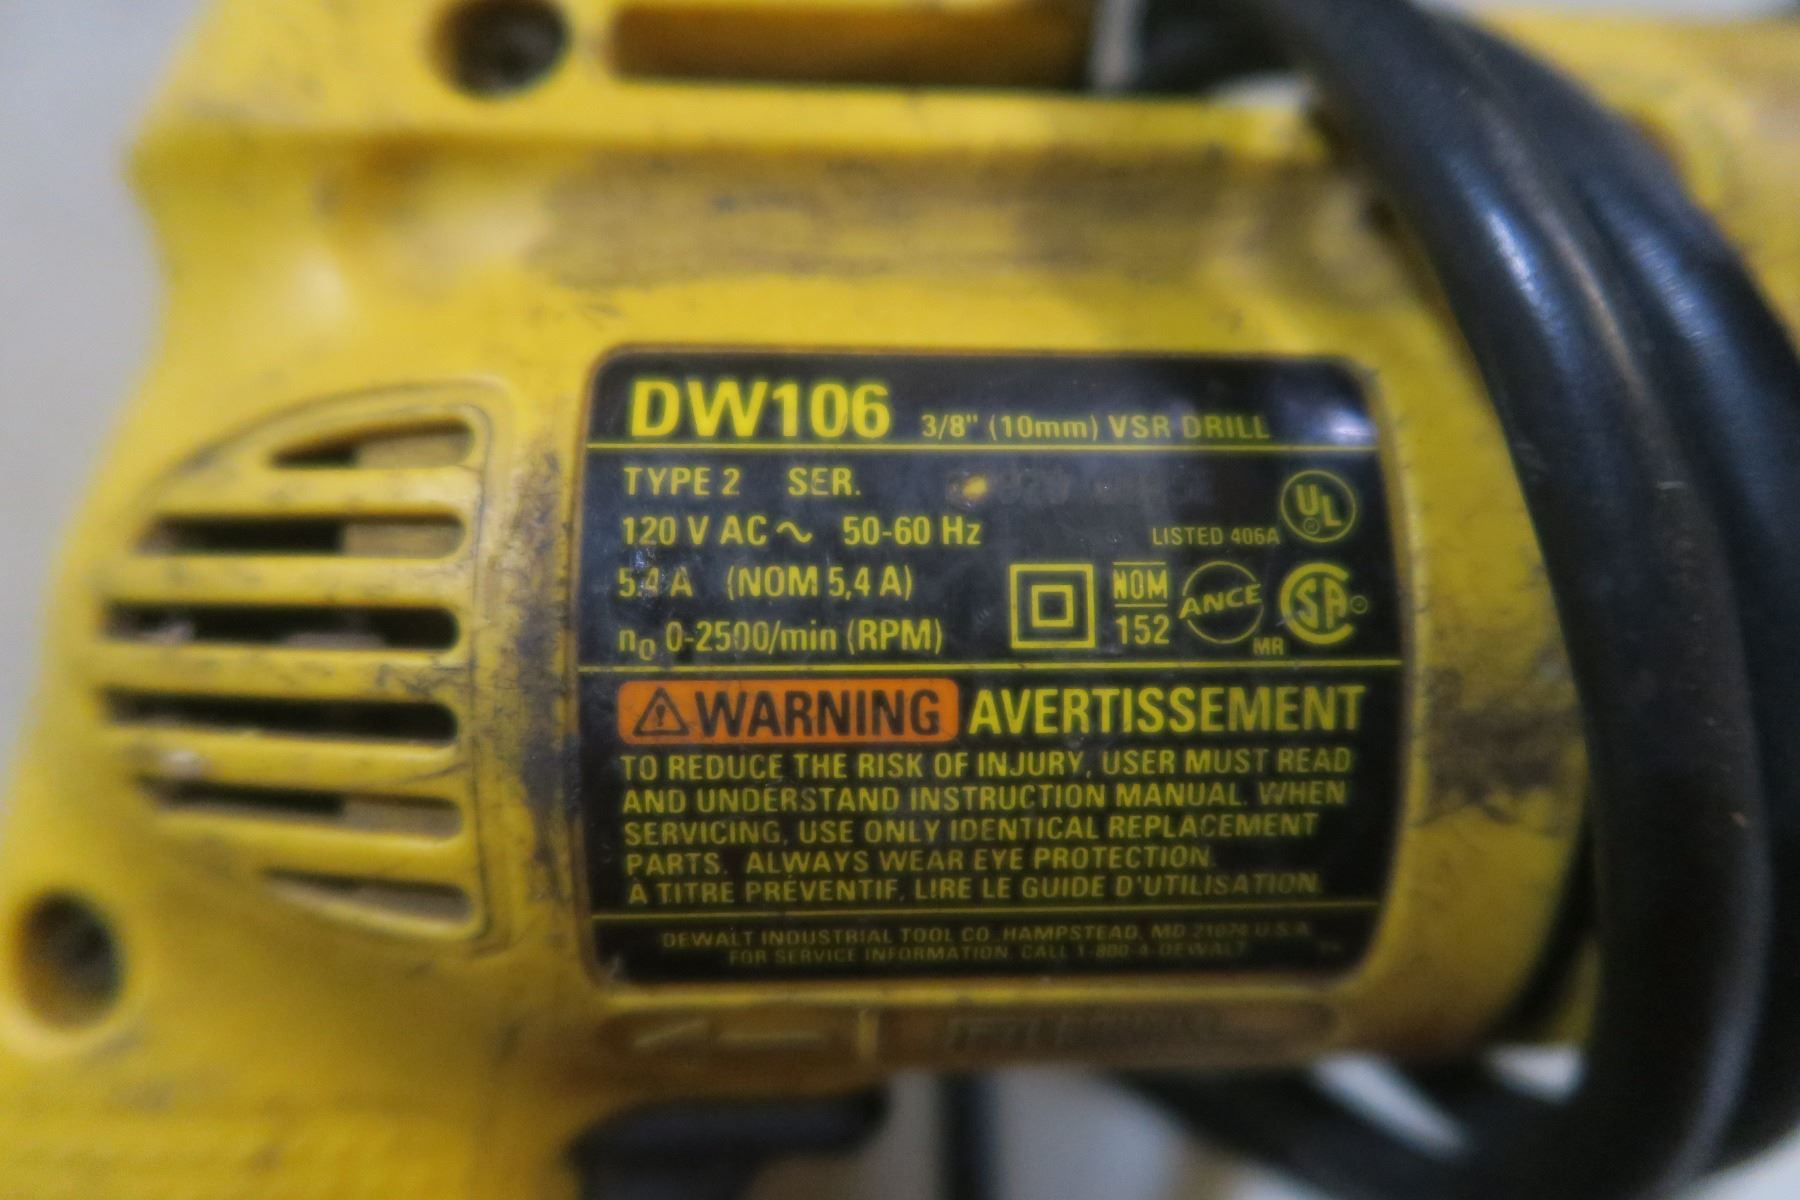 DW106 3/8" (10mm) VSR DRILL
TYPE 2 SER.
120 V AC ~ 50-60 Hz
LISTED 406A UL
5.4 A (NOM 5,4 A)
n0 0-2500/min (RPM)
NOM
152
ANCE
SA
MR
WARNING AVERTISSEMENT
TO REDUCE THE RISK OF INJURY, USER MUST READ
AND UNDERSTAND INSTRUCTION MANUAL. WHEN
SERVICING, USE ONLY IDENTICAL REPLACEMENT
PARTS. ALWAYS WEAR EYE PROTECTION.
À TITRE PRÉVENTIF, LIRE LE GUIDE D'UTILISATION.
DEWALT INDUSTRIAL TOOL CO. HAMPSTEAD, MD 21074 U.S.A
FOR SERVICE INFORMATION, CALL 1-800-4-DEWALT